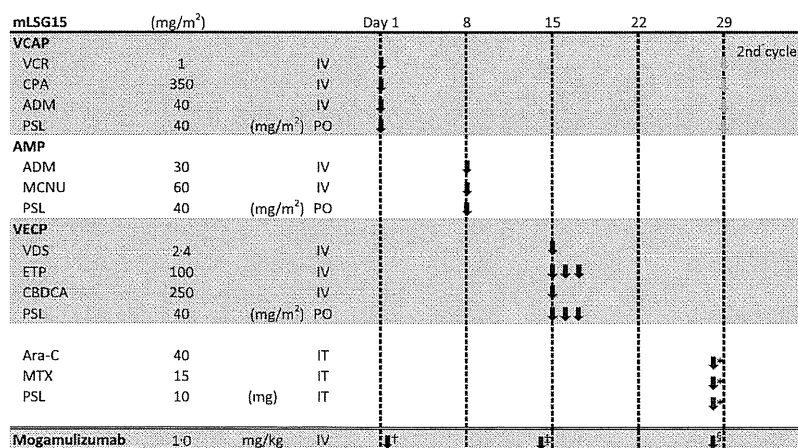 mLSG15 (mg/m²) Day 1 8 15 22 29
VCAP 2nd cycle
VCR 1 IV
CPA 350 IV
ADM 40 IV
PSL 40 (mg/m²) PO
AMP
ADM 30 IV
MCNU 60 IV
PSL 40 (mg/m²) PO
VECP
VDS 2·4 IV
ETP 100 IV
CBDCA 250 IV
PSL 40 (mg/m²) PO
Ara-C 40 IT *
MTX 15 IT *
PSL 10 (mg) IT *
Mogamulizumab 1·0 mg/kg IV † ‡ §